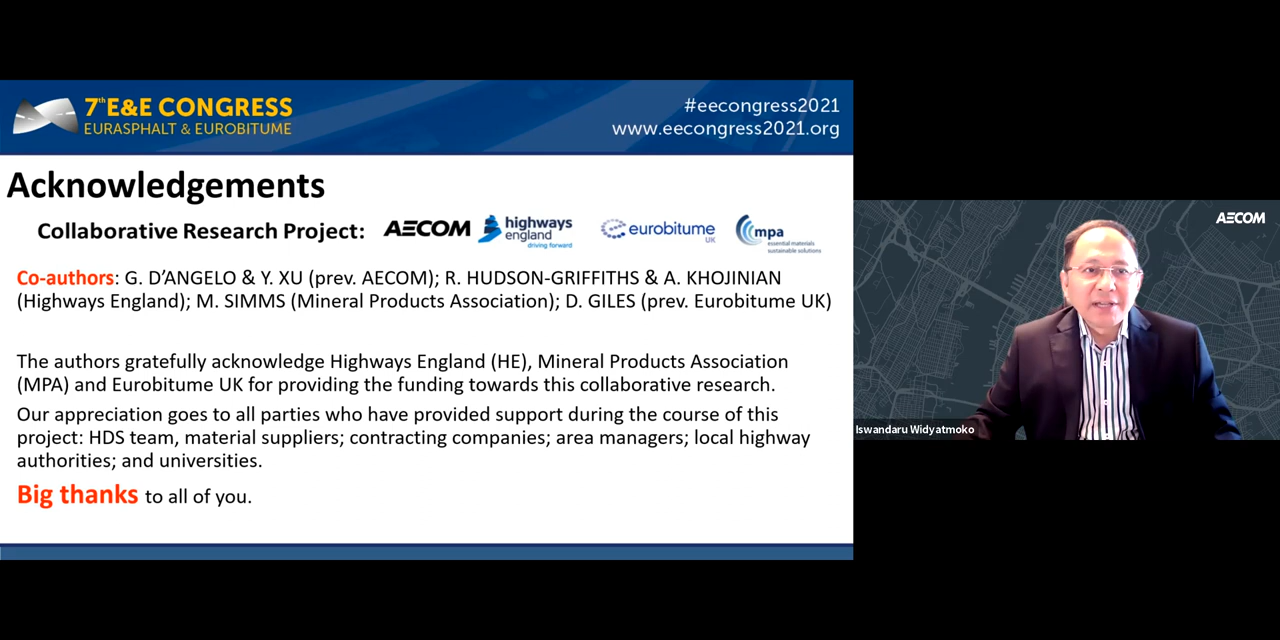 7th E&E CONGRESS
EURASPHALT & EUROBITUME
#eecongress2021
www.eecongress2021.org
Acknowledgements
Collaborative Research Project: AECOM highways england driving forward eurobitume UK mpa essential materials sustainable solutions
Co-authors: G. D’ANGELO & Y. XU (prev. AECOM); R. HUDSON-GRIFFITHS & A. KHOJINIAN
(Highways England); M. SIMMS (Mineral Products Association); D. GILES (prev. Eurobitume UK)
The authors gratefully acknowledge Highways England (HE), Mineral Products Association
(MPA) and Eurobitume UK for providing the funding towards this collaborative research.
Our appreciation goes to all parties who have provided support during the course of this
project: HDS team, material suppliers; contracting companies; area managers; local highway
authorities; and universities.
Big thanks to all of you.
AECOM
Iswandaru Widyatmoko